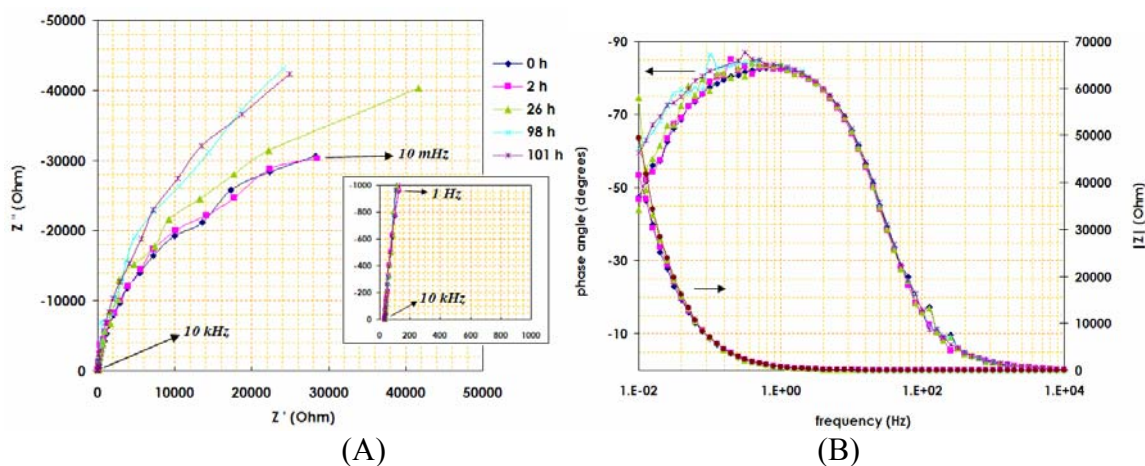 -50000
-40000
-30000
-20000
-10000
0
Z'' (Ohm)
0
10000
20000
30000
40000
50000
Z' (Ohm)
0 h
2 h
26 h
98 h
101 h
10 mHz
10 kHz
-1000
-800
-600
-400
-200
0
0
200
400
600
800
1000
1 Hz
10 kHz
(A)
-90
-70
-50
-30
-10
phase angle (degrees)
70000
60000
50000
40000
30000
20000
10000
0
|Z| (Ohm)
1.E-02
1.E+00
1.E+02
1.E+04
frequency (Hz)
(B)